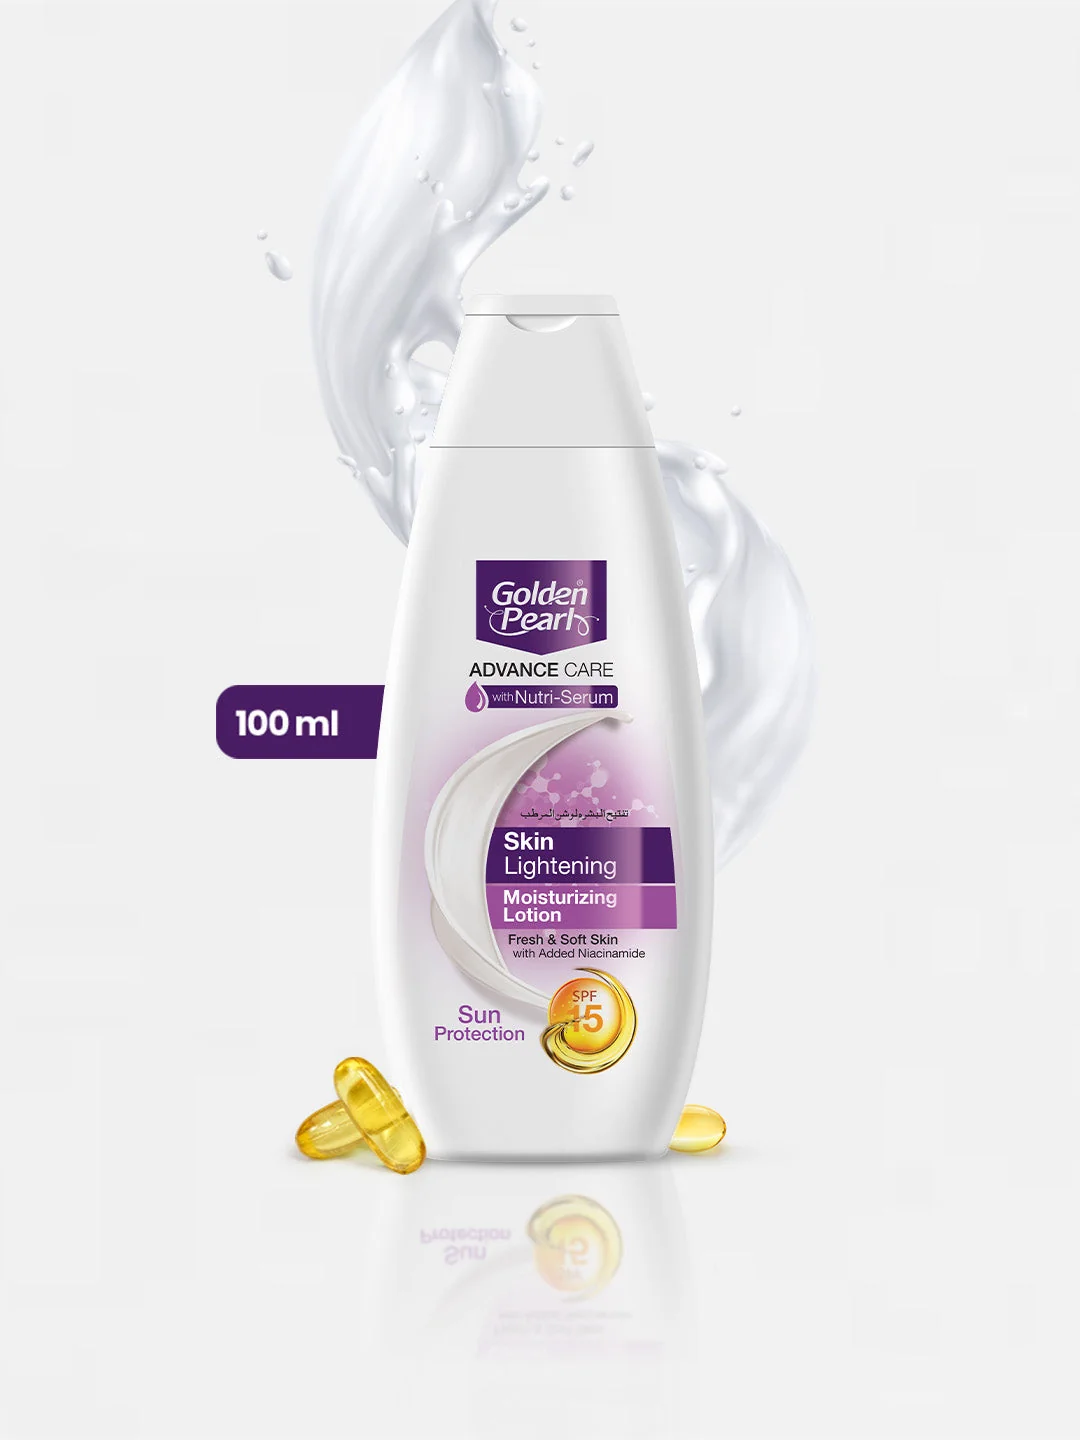 Golden®
Pearl
ADVANCE CARE
with Nutri-Serum
100 ml
تفتيح البشره لوشن المرطب
Skin
Lightening
Moisturizing
Lotion
Fresh & Soft Skin
with Added Niacinamide
SPF
15
Sun
Protection